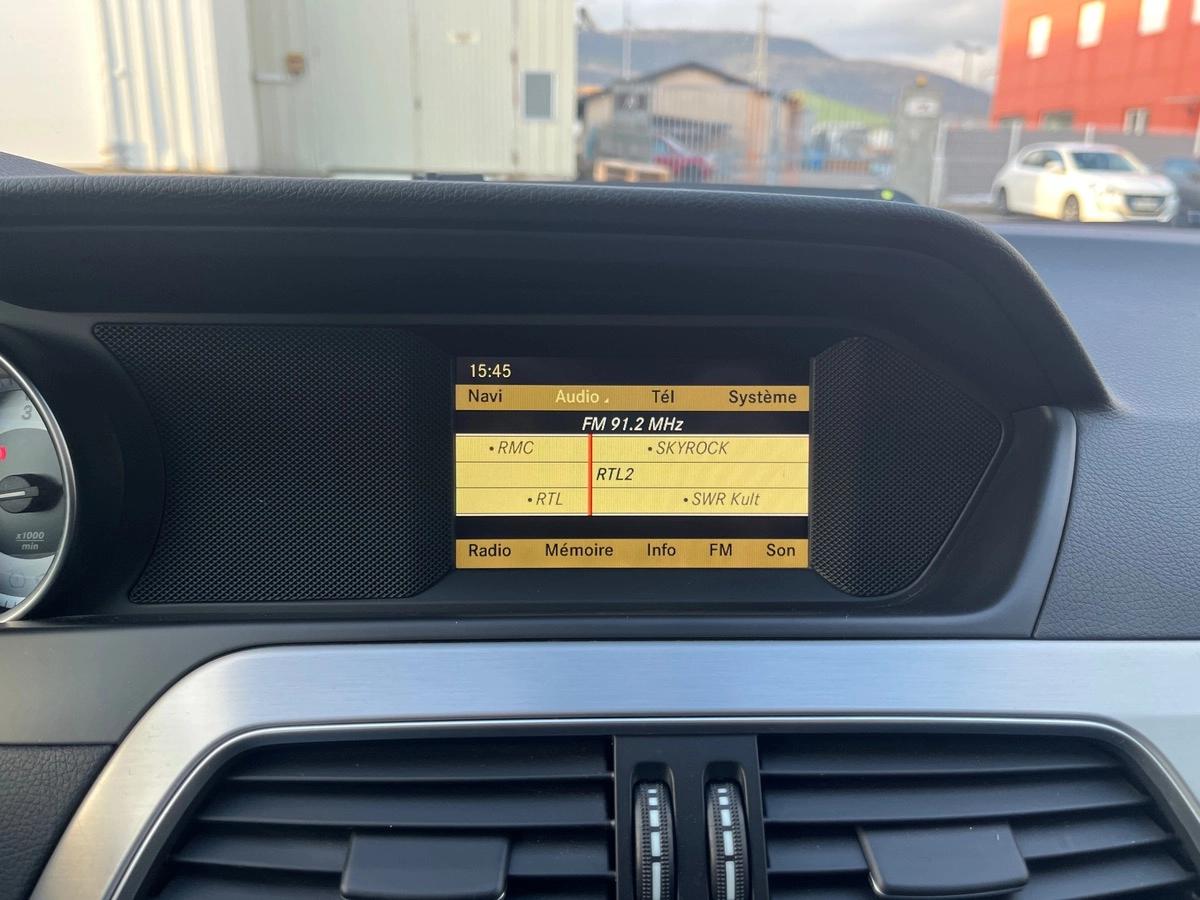 15:45
Navi Audio Tél Système
FM 91.2 MHz
•RMC •SKYROCK
RTL2
•RTL •SWR Kult
Radio Mémoire Info FM Son
3
x1000
min